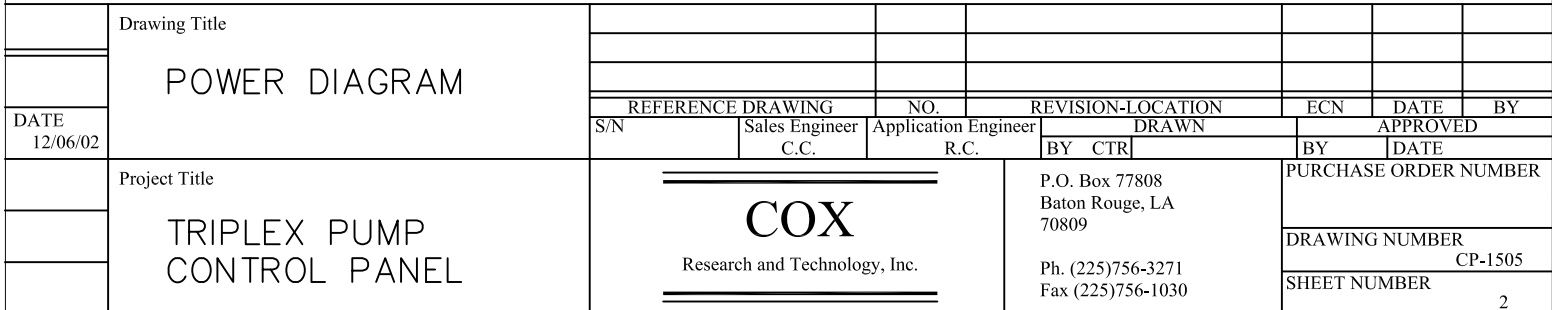 Drawing Title
POWER DIAGRAM
DATE
12/06/02
REFERENCE DRAWING NO. REVISION-LOCATION ECN DATE BY
S/N Sales Engineer Application Engineer DRAWN APPROVED
C.C. R.C. BY CTR BY DATE
Project Title
TRIPLEX PUMP
CONTROL PANEL
COX
Research and Technology, Inc.
P.O. Box 77808
Baton Rouge, LA
70809
Ph. (225)756-3271
Fax (225)756-1030
PURCHASE ORDER NUMBER
DRAWING NUMBER
CP-1505
SHEET NUMBER
2